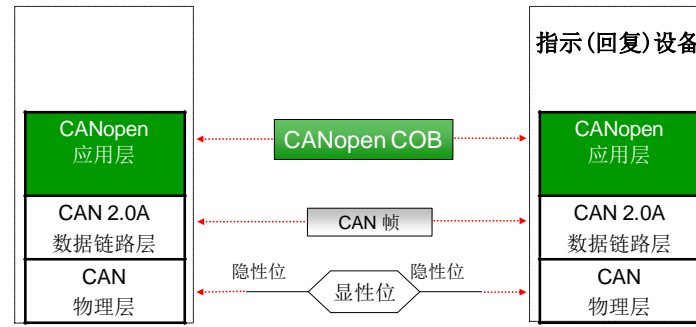 指示(回复)设备
CANopen
应用层
CANopen COB
CANopen
应用层
CAN 2.0A
数据链路层
CAN 帧
CAN 2.0A
数据链路层
CAN
物理层
隐性位
显性位
隐性位
CAN
物理层